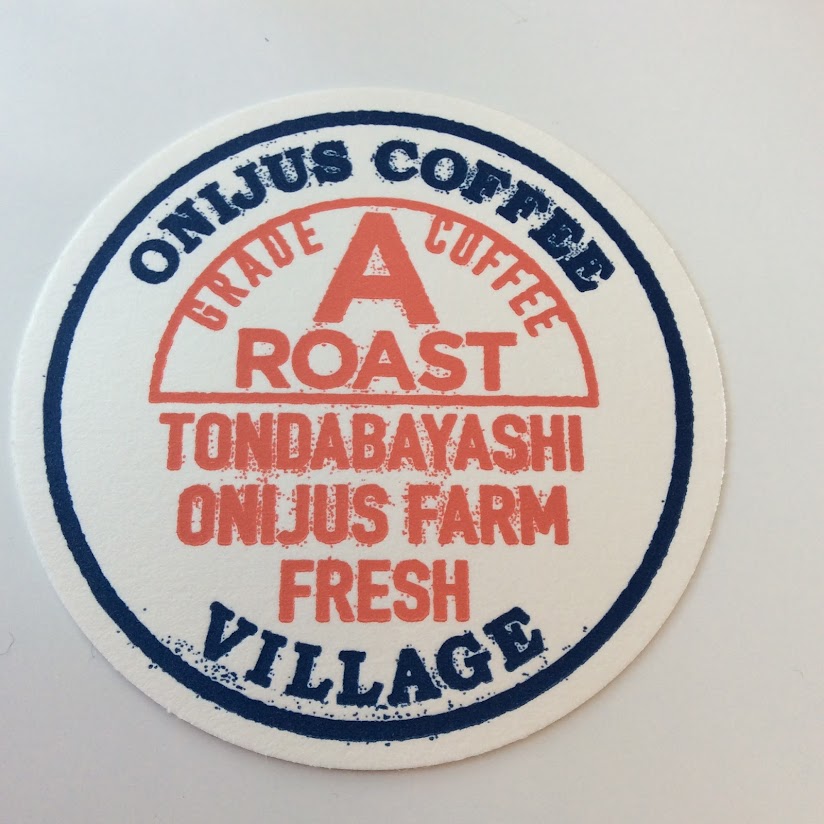 ONIJUS COFFEE
GRADE A COFFEE
ROAST
TONDABAYASHI
ONIJUS FARM
FRESH
VILLAGE